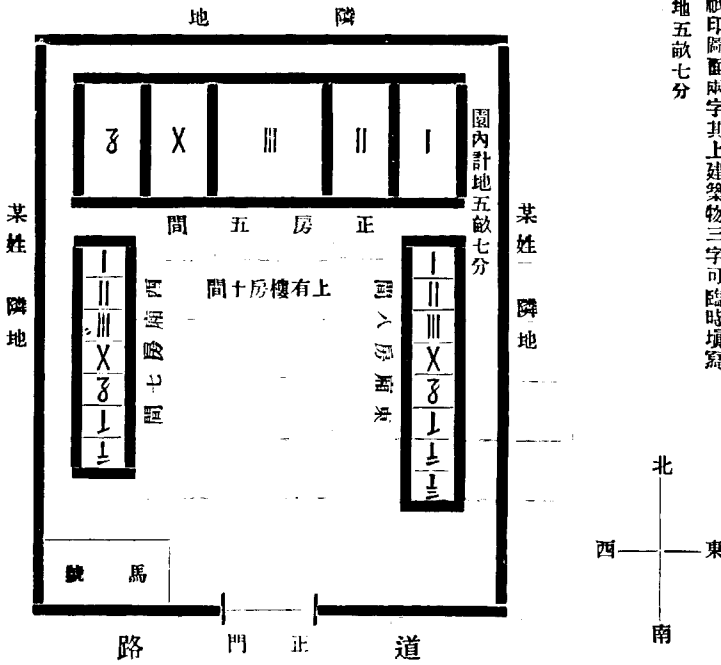 印圖兩字其上建築物三字可臨時填寫
地五畝七分
隣地
〡 〢 〣 〤 〥
正房五間
園內計地五畝七分
某姓隣地
〡
〢
〣
〤
〥
〦
〧
〨
東廂房八間
上有樓房十間
西廂房七間
〡
〢
〣
〤
〥
〦
〧
某姓隣地
馬號
正門
道路
北
東
西
南